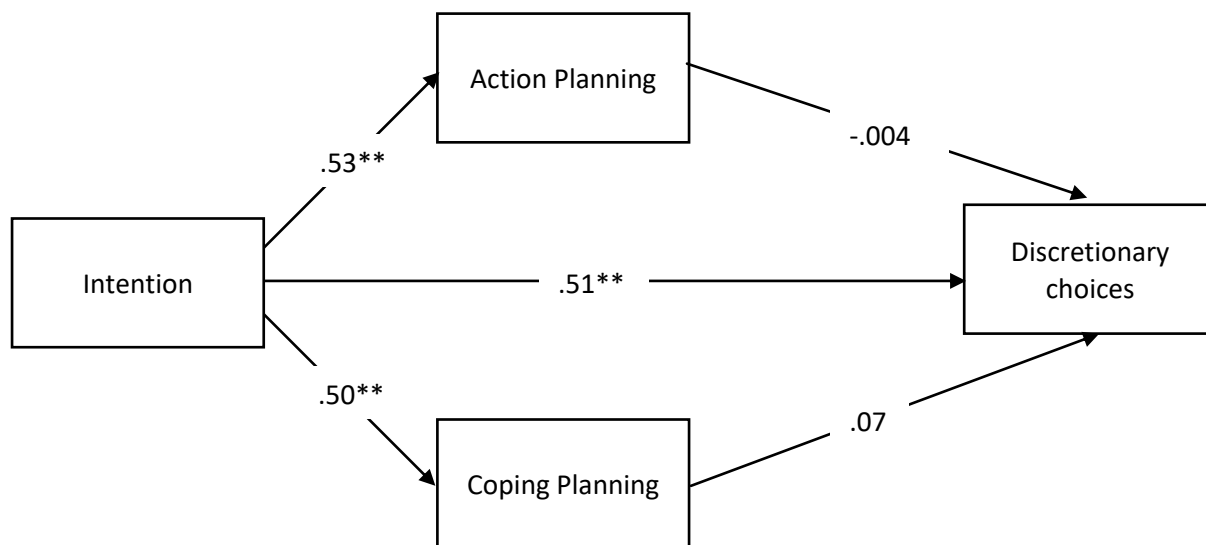 Action Planning
-.004
.53**
Intention
.51**
Discretionary
choices
.50**
.07
Coping Planning